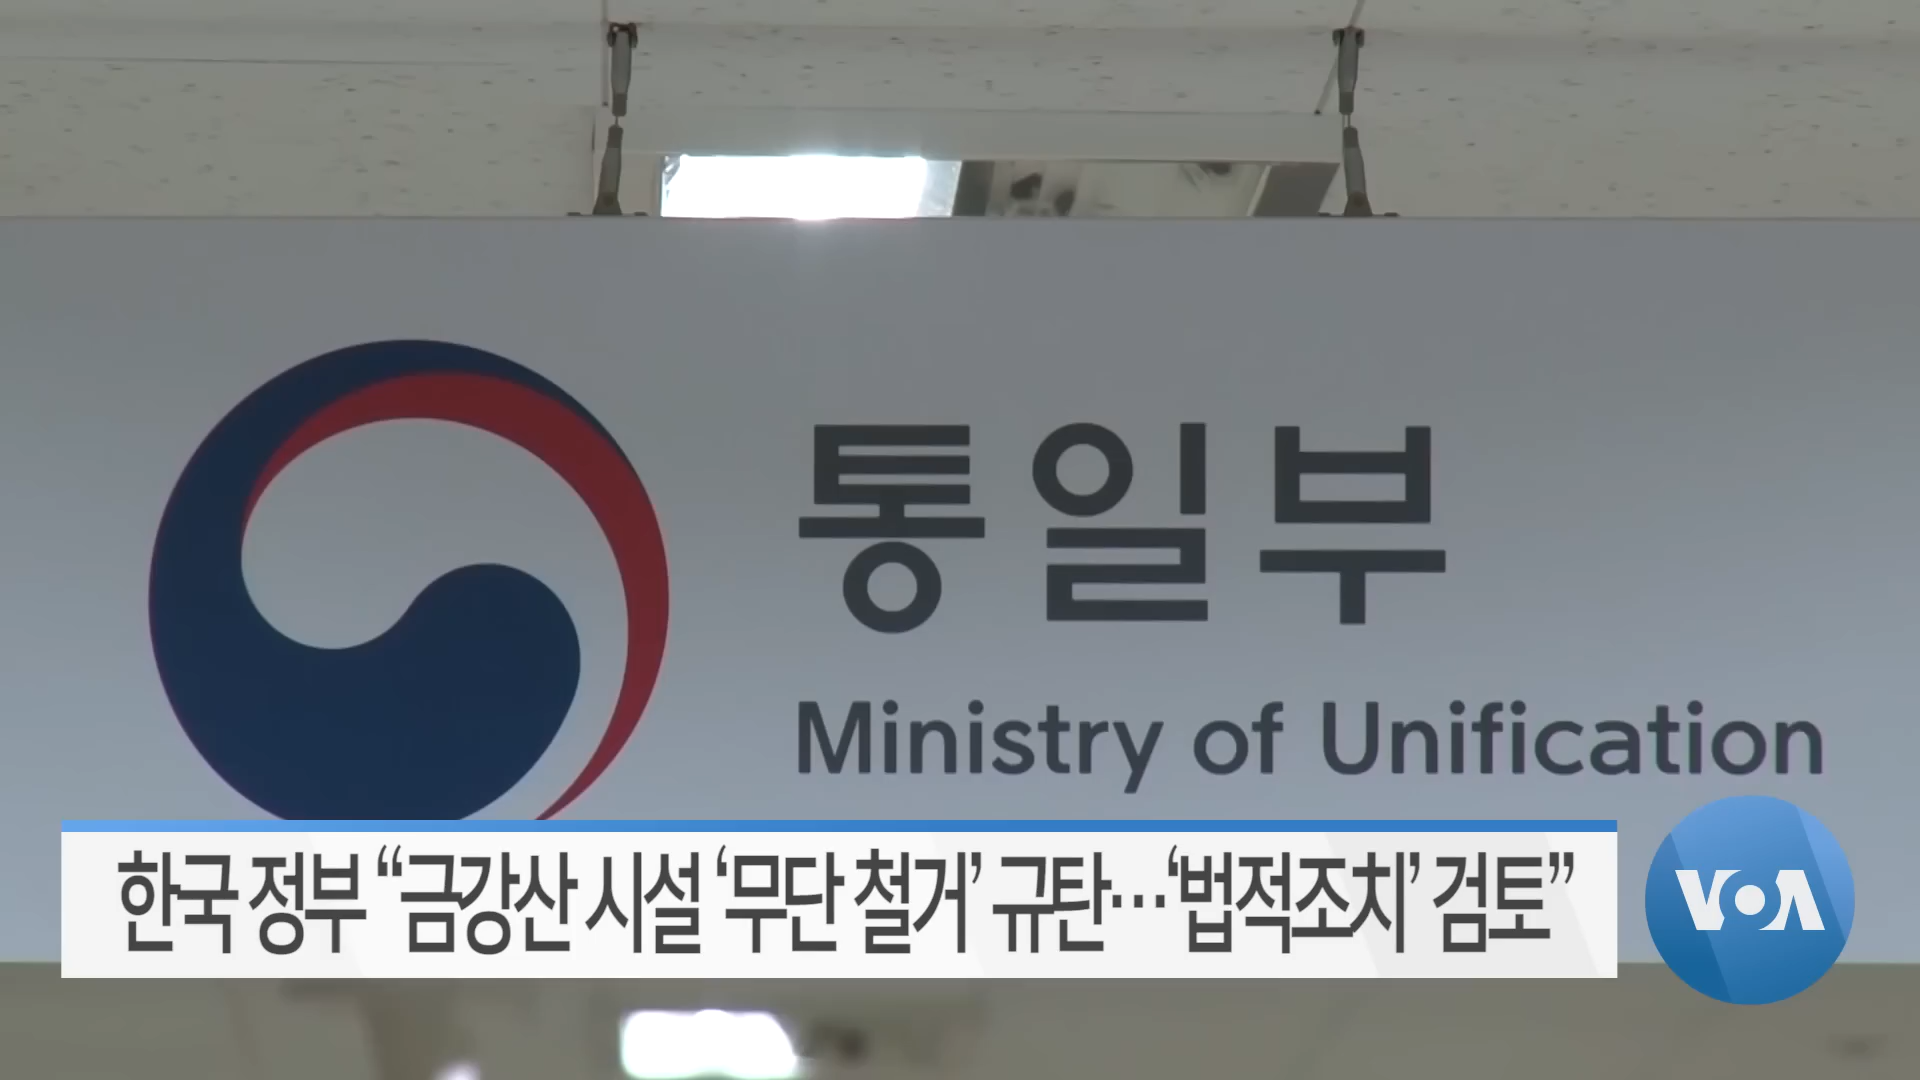 통일부
Ministry of Unification
한국 정부 “금강산 시설 ‘무단 철거’ 규탄…‘법적조치’ 검토”
VOA